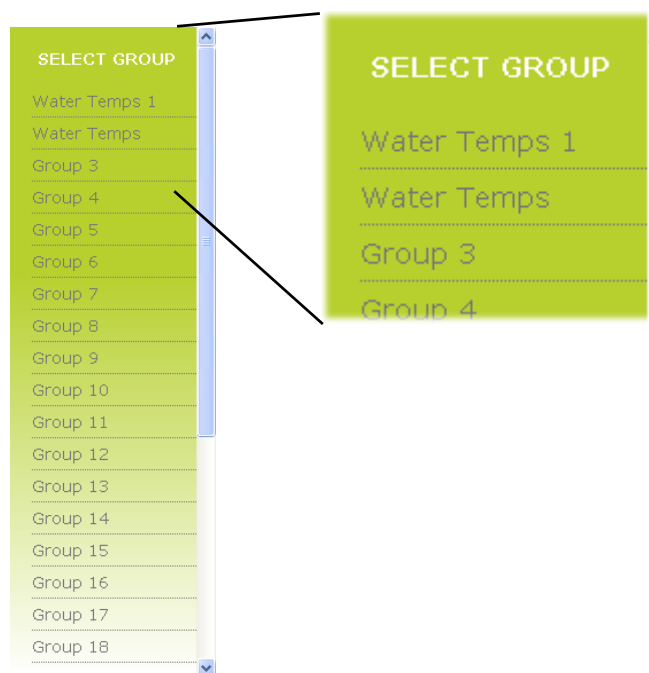 SELECT GROUP
Water Temps 1
Water Temps
Group 3
Group 4
Group 5
Group 6
Group 7
Group 8
Group 9
Group 10
Group 11
Group 12
Group 13
Group 14
Group 15
Group 16
Group 17
Group 18
SELECT GROUP
Water Temps 1
Water Temps
Group 3
Group 4